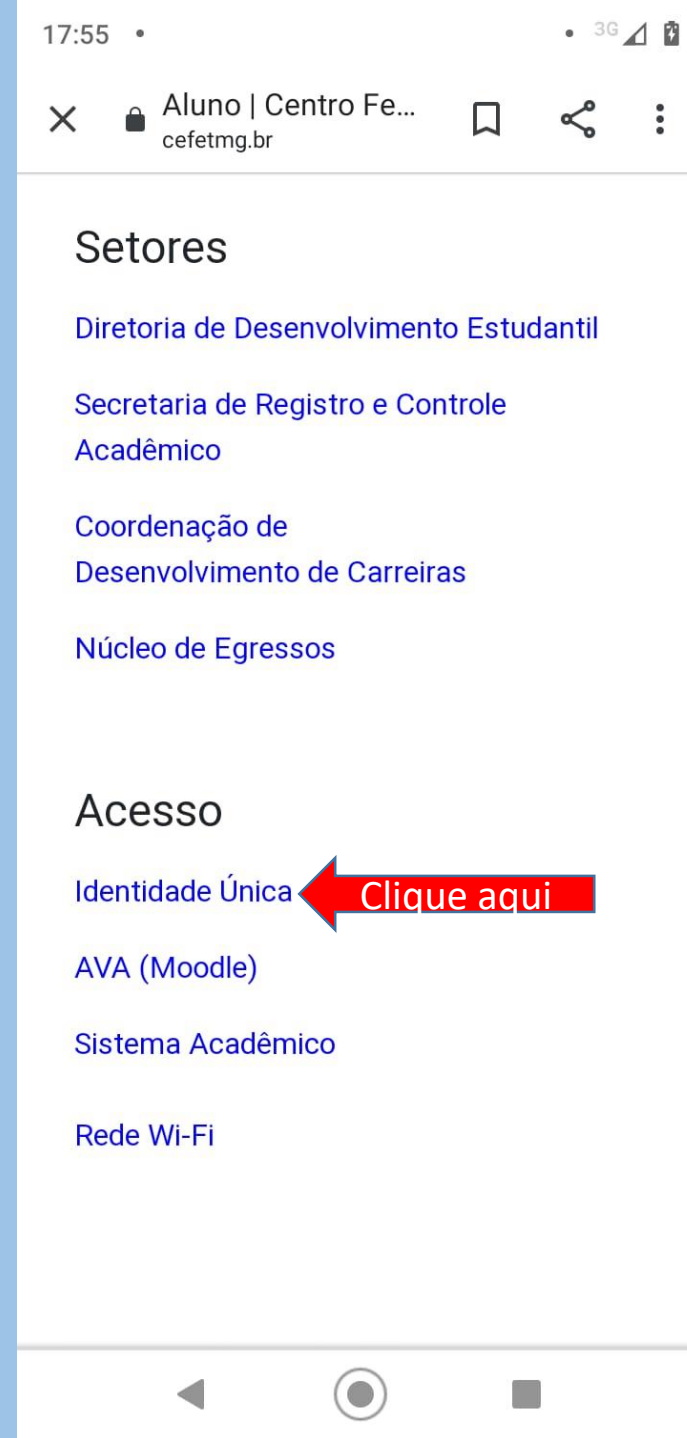 17:55
3G
Aluno | Centro Fe...
cefetmg.br
Setores
Diretoria de Desenvolvimento Estudantil
Secretaria de Registro e Controle
Acadêmico
Coordenação de
Desenvolvimento de Carreiras
Núcleo de Egressos
Acesso
Identidade Única Clique aqui
AVA (Moodle)
Sistema Acadêmico
Rede Wi-Fi